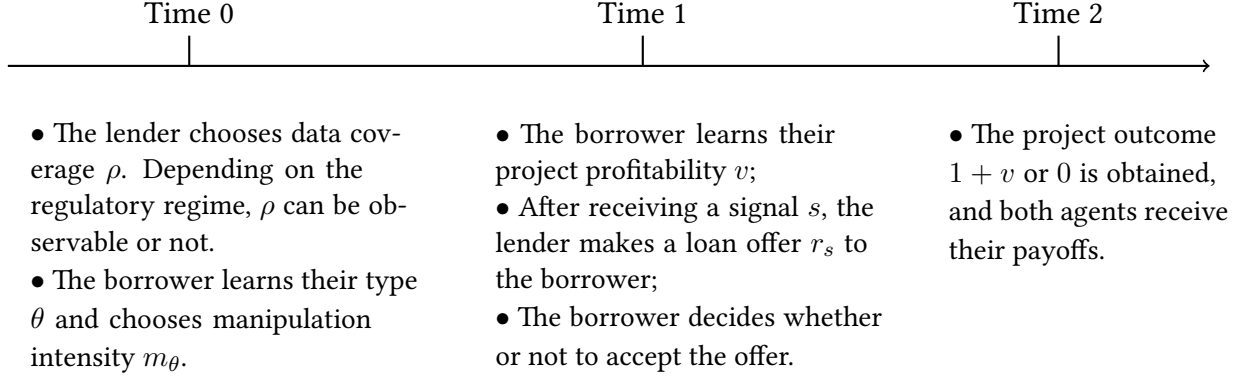 Time 0
Time 1
Time 2
• The lender chooses data cov-
erage ρ. Depending on the
regulatory regime, ρ can be ob-
servable or not.
• The borrower learns their type
θ and chooses manipulation
intensity m_θ.
• The borrower learns their
project profitability v;
• After receiving a signal s, the
lender makes a loan offer r_s to
the borrower;
• The borrower decides whether
or not to accept the offer.
• The project outcome
1 + v or 0 is obtained,
and both agents receive
their payoffs.